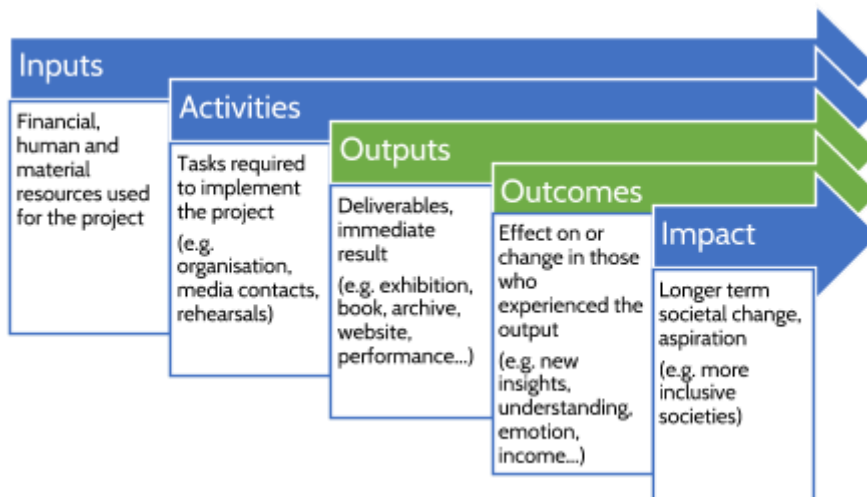 Inputs
Financial,
human and
material
resources used
for the project
Activities
Tasks required
to implement
the project
(e.g.
organisation,
media contacts,
rehearsals)
Outputs
Deliverables,
immediate
result
(e.g. exhibition,
book, archive,
website,
performance...)
Outcomes
Effect on or
change in those
who
experienced the
output
(e.g. new
insights,
understanding,
emotion,
income...)
Impact
Longer term
societal change,
aspiration
(e.g. more
inclusive
societies)